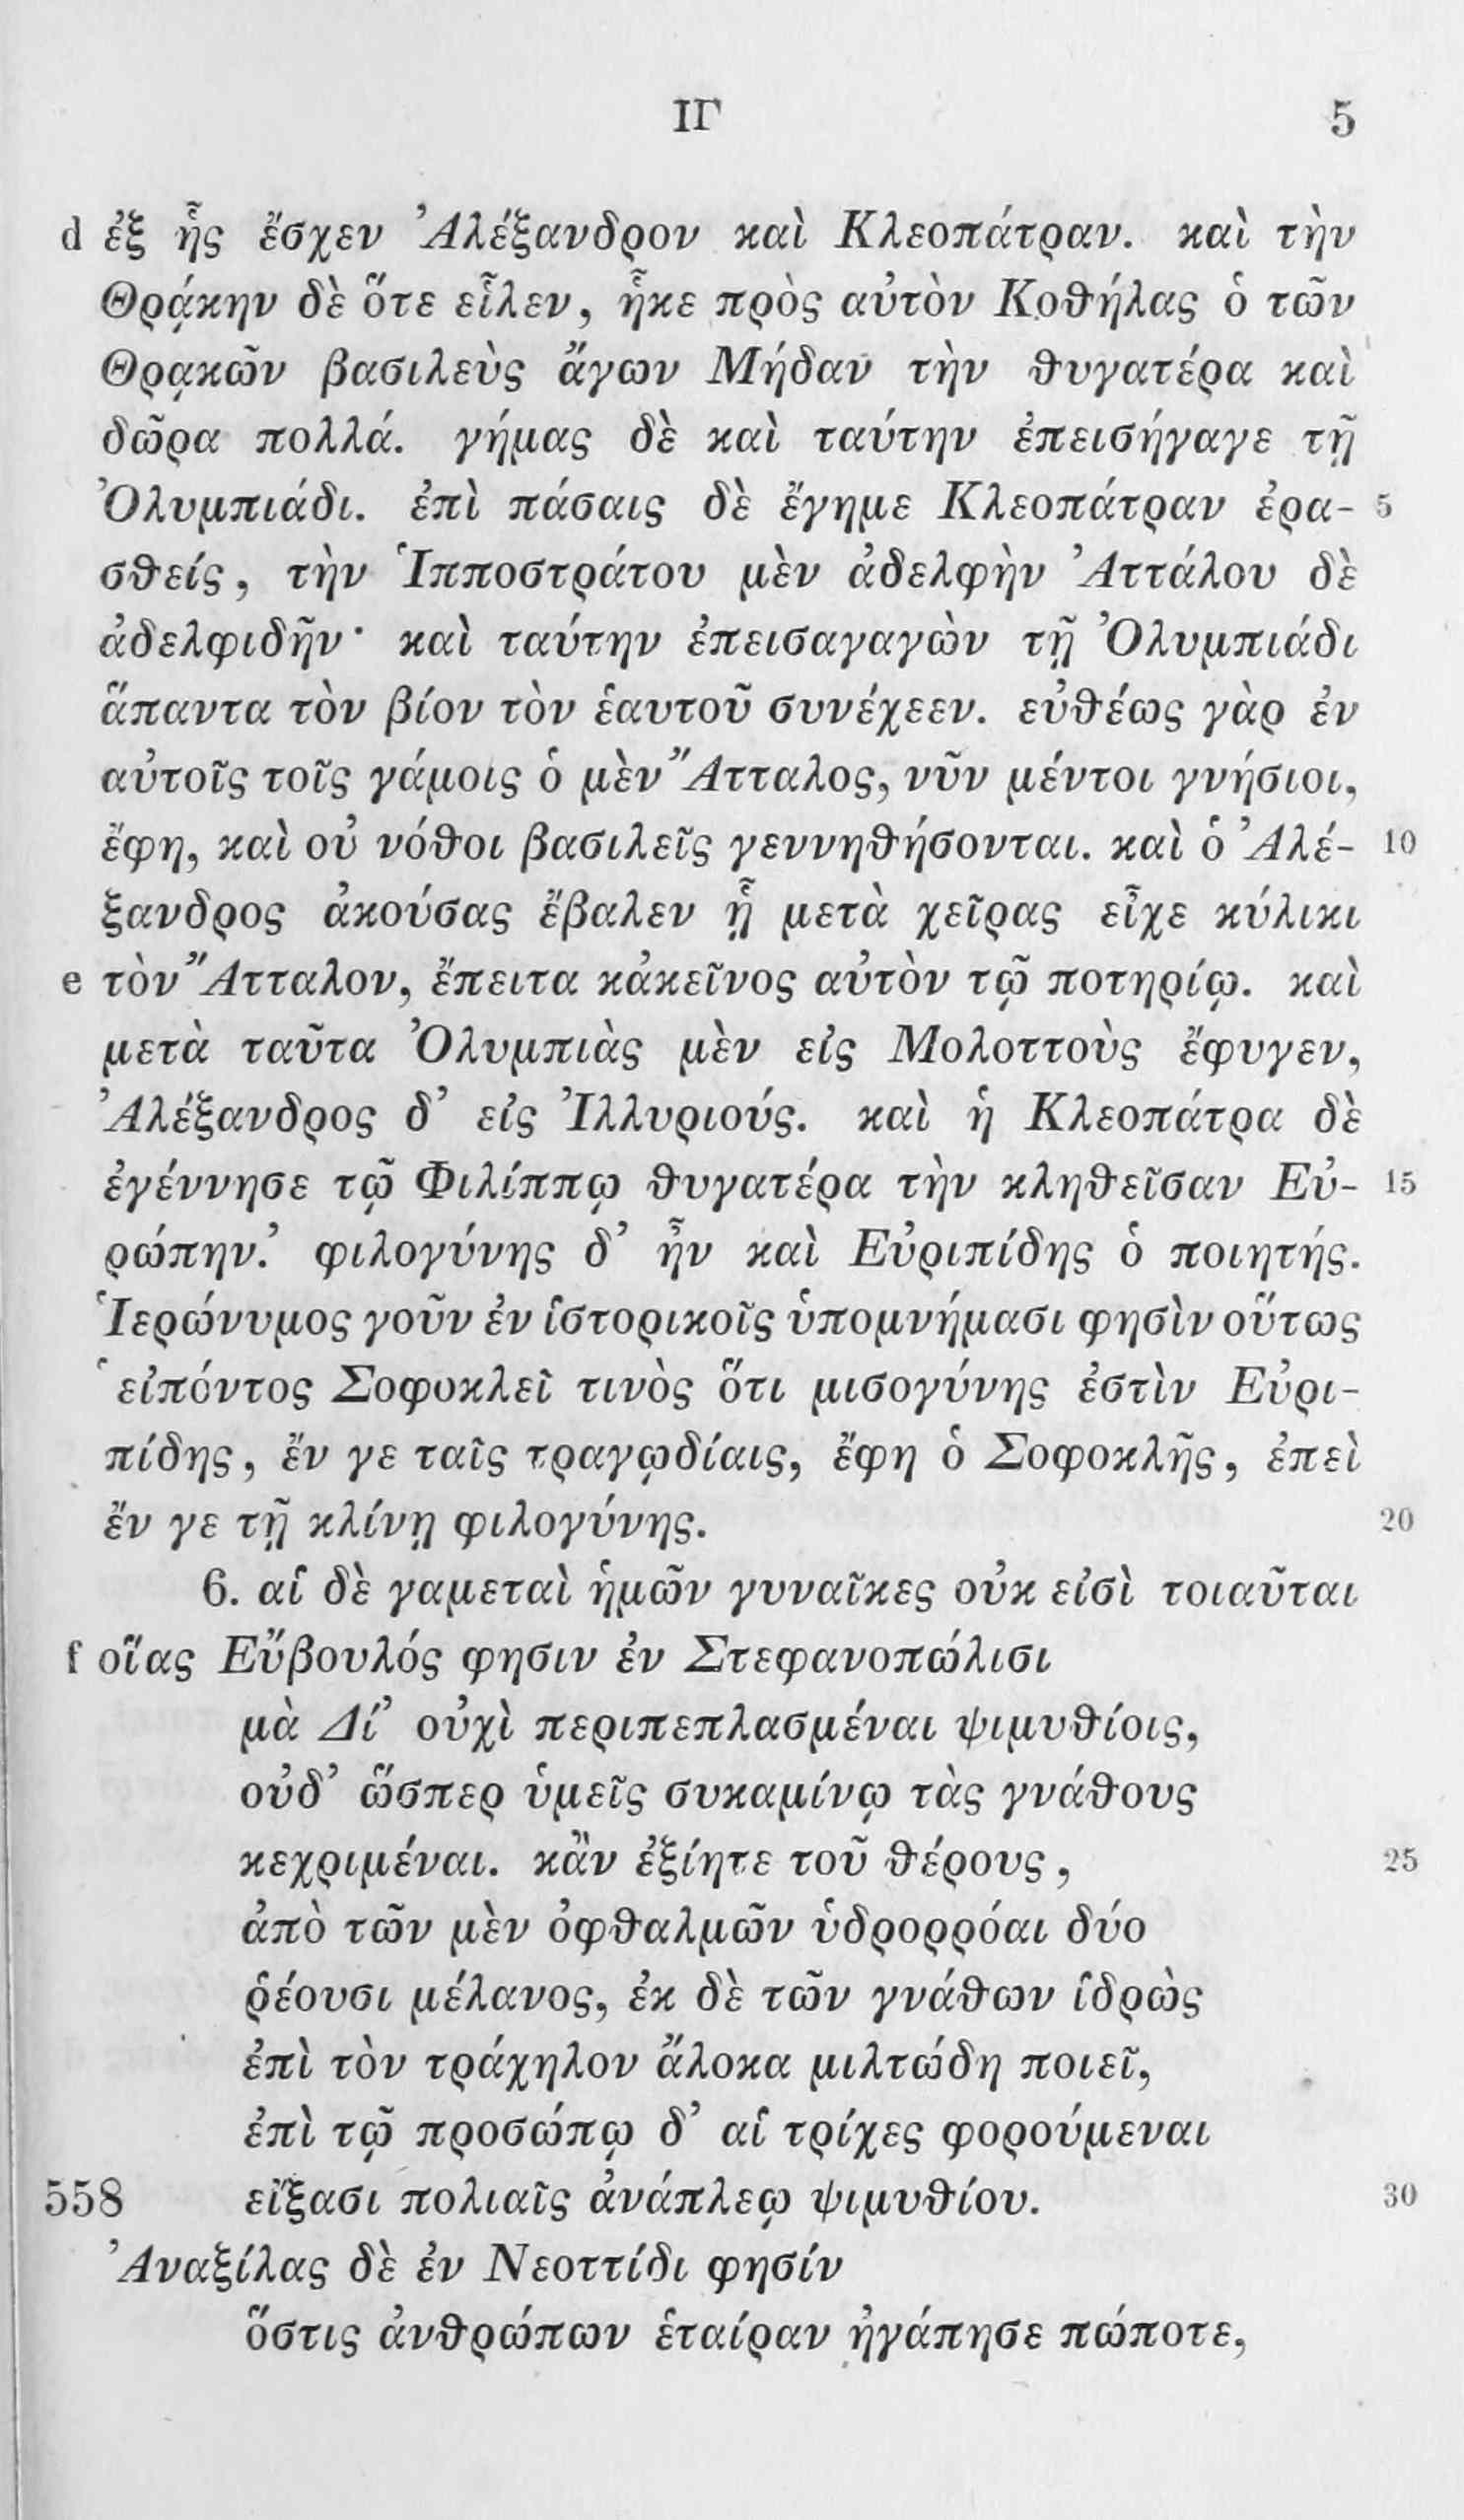 ΙΓ 5
d ἐξ ἧς ἔσχεν Ἀλέξανδρον καὶ Κλεοπάτραν. καὶ τὴν
Θρᾴκην δὲ ὅτε εἷλεν, ἧκε πρὸς αὐτὸν Κοθήλας ὁ τῶν
Θρᾳκῶν βασιλεὺς ἄγων Μήδαν τὴν θυγατέρα καὶ
δῶρα πολλά. γήμας δὲ καὶ ταύτην ἐπεισήγαγε τῇ
Ὀλυμπιάδι. ἐπὶ πάσαις δὲ ἔγημε Κλεοπάτραν ἐρα- 5
σθείς, τὴν Ἱπποστράτου μὲν ἀδελφὴν Ἀττάλου δὲ
ἀδελφιδῆν· καὶ ταύτην ἐπεισαγαγὼν τῇ Ὀλυμπιάδι
ἅπαντα τὸν βίον τὸν ἑαυτοῦ συνέχεεν. εὐθέως γὰρ ἐν
αὐτοῖς τοῖς γάμοις ὁ μὲν Ἄτταλος, νῦν μέντοι γνήσιοι,
ἔφη, καὶ οὐ νόθοι βασιλεῖς γεννηθήσονται. καὶ ὁ Ἀλέ- 10
ξανδρος ἀκούσας ἔβαλεν ᾗ μετὰ χεῖρας εἶχε κύλικι
e τὸν Ἄτταλον, ἔπειτα κἀκεῖνος αὐτὸν τῷ ποτηρίῳ. καὶ
μετὰ ταῦτα Ὀλυμπιὰς μὲν εἰς Μολοττοὺς ἔφυγεν,
Ἀλέξανδρος δ’ εἰς Ἰλλυριούς. καὶ ἡ Κλεοπάτρα δὲ
ἐγέννησε τῷ Φιλίππῳ θυγατέρα τὴν κληθεῖσαν Εὐ- 15
ρώπην.’ φιλογύνης δ’ ἦν καὶ Εὐριπίδης ὁ ποιητής.
Ἱερώνυμος γοῦν ἐν ἱστορικοῖς ὑπομνήμασι φησὶν οὕτως
‘εἰπόντος Σοφοκλεῖ τινὸς ὅτι μισογύνης ἐστὶν Εὐρι-
πίδης, ἔν γε ταῖς τραγῳδίαις, ἔφη ὁ Σοφοκλῆς, ἐπεὶ
ἔν γε τῇ κλίνῃ φιλογύνης. 20
6. αἱ δὲ γαμεταὶ ἡμῶν γυναῖκες οὐκ εἰσὶ τοιαῦται
f οἵας Εὔβουλός φησιν ἐν Στεφανοπώλισι
μὰ Δί’ οὐχὶ περιπεπλασμέναι ψιμυθίοις,
οὐδ’ ὥσπερ ὑμεῖς συκαμίνῳ τὰς γνάθους
κεχριμέναι. κἂν ἐξίητε τοῦ θέρους, 25
ἀπὸ τῶν μὲν ὀφθαλμῶν ὑδρορρόαι δύο
ῥέουσι μέλανος, ἐκ δὲ τῶν γνάθων ἱδρὼς
ἐπὶ τὸν τράχηλον ἄλοκα μιλτώδη ποιεῖ,
ἐπὶ τῷ προσώπῳ δ’ αἱ τρίχες φορούμεναι
558 εἴξασι πολιαῖς ἀνάπλεῳ ψιμυθίου. 30
Ἀναξίλας δὲ ἐν Νεοττίδι φησίν
ὅστις ἀνθρώπων ἑταίραν ἠγάπησε πώποτε,